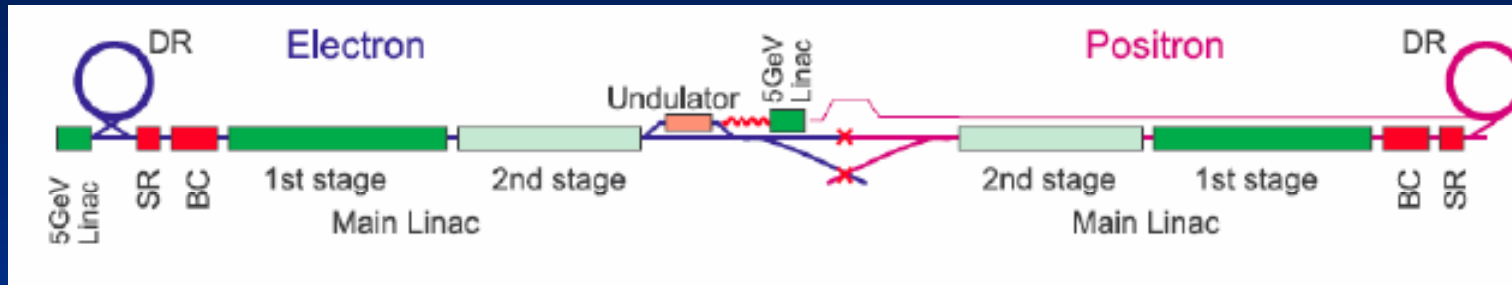 DR
Electron
Undulator
5GeV
Linac
Positron
DR
5GeV
Linac
SR
BC
1st stage
2nd stage
Main Linac
2nd stage
1st stage
Main Linac
BC
SR